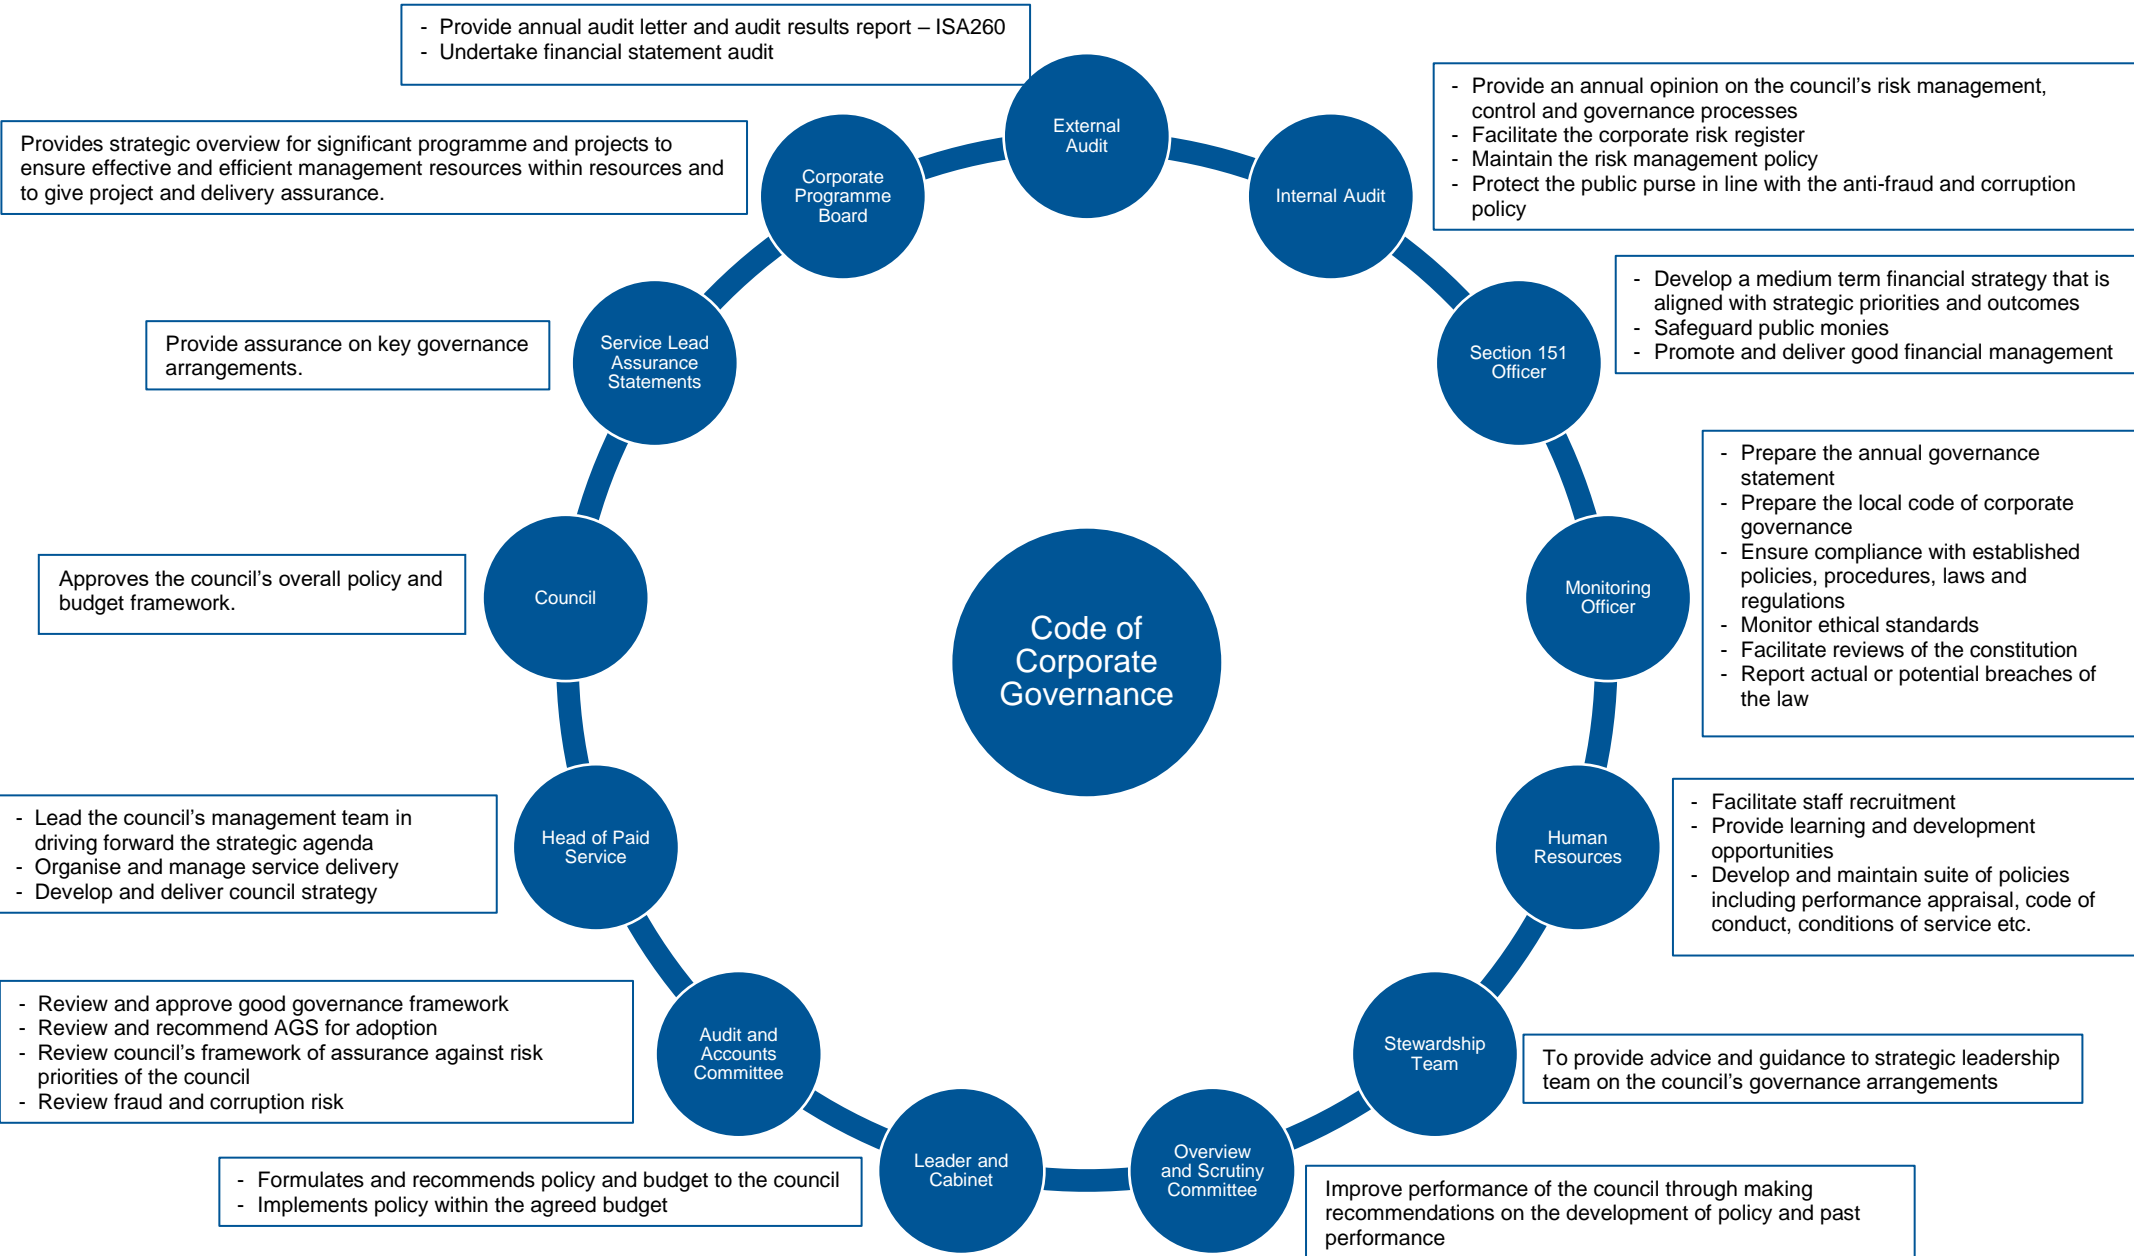 - Provide annual audit letter and audit results report – ISA260
- Undertake financial statement audit
External
Audit
- Provide an annual opinion on the council's risk management,
control and governance processes
- Facilitate the corporate risk register
- Maintain the risk management policy
- Protect the public purse in line with the anti-fraud and corruption
policy
Internal Audit
Provides strategic overview for significant programme and projects to
ensure effective and efficient management resources within resources and
to give project and delivery assurance.
Corporate
Programme
Board
- Develop a medium term financial strategy that is
aligned with strategic priorities and outcomes
- Safeguard public monies
- Promote and deliver good financial management
Section 151
Officer
Provide assurance on key governance
arrangements.
Service Lead
Assurance
Statements
- Prepare the annual governance
statement
- Prepare the local code of corporate
governance
- Ensure compliance with established
policies, procedures, laws and
regulations
- Monitor ethical standards
- Facilitate reviews of the constitution
- Report actual or potential breaches of
the law
Monitoring
Officer
Approves the council's overall policy and
budget framework.
Council
Code of
Corporate
Governance
- Lead the council's management team in
driving forward the strategic agenda
- Organise and manage service delivery
- Develop and deliver council strategy
Head of Paid
Service
Human
Resources
- Facilitate staff recruitment
- Provide learning and development
opportunities
- Develop and maintain suite of policies
including performance appraisal, code of
conduct, conditions of service etc.
- Review and approve good governance framework
- Review and recommend AGS for adoption
- Review council's framework of assurance against risk
priorities of the council
- Review fraud and corruption risk
Audit and
Accounts
Committee
Stewardship
Team
To provide advice and guidance to strategic leadership
team on the council's governance arrangements
- Formulates and recommends policy and budget to the council
- Implements policy within the agreed budget
Leader and
Cabinet
Overview
and Scrutiny
Committee
Improve performance of the council through making
recommendations on the development of policy and past
performance